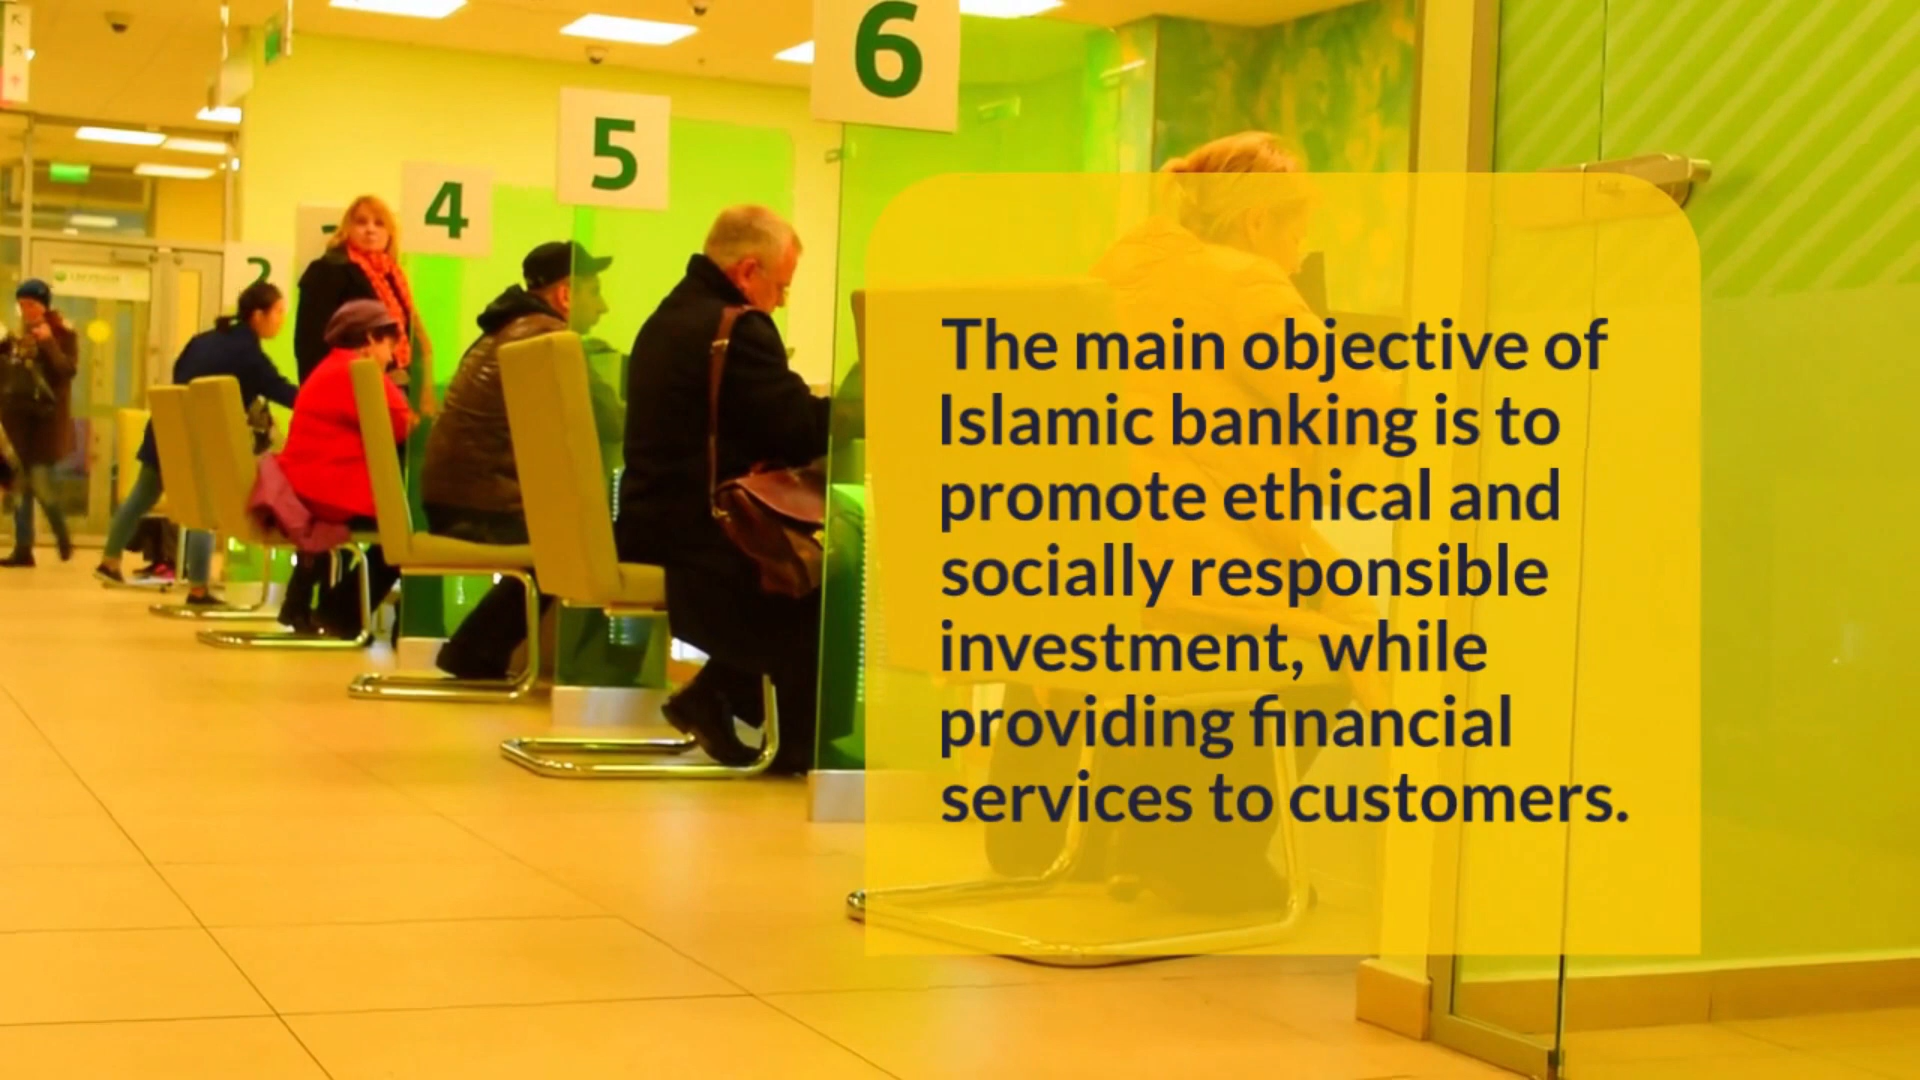 6
5
4
2
The main objective of
Islamic banking is to
promote ethical and
socially responsible
investment, while
providing financial
services to customers.